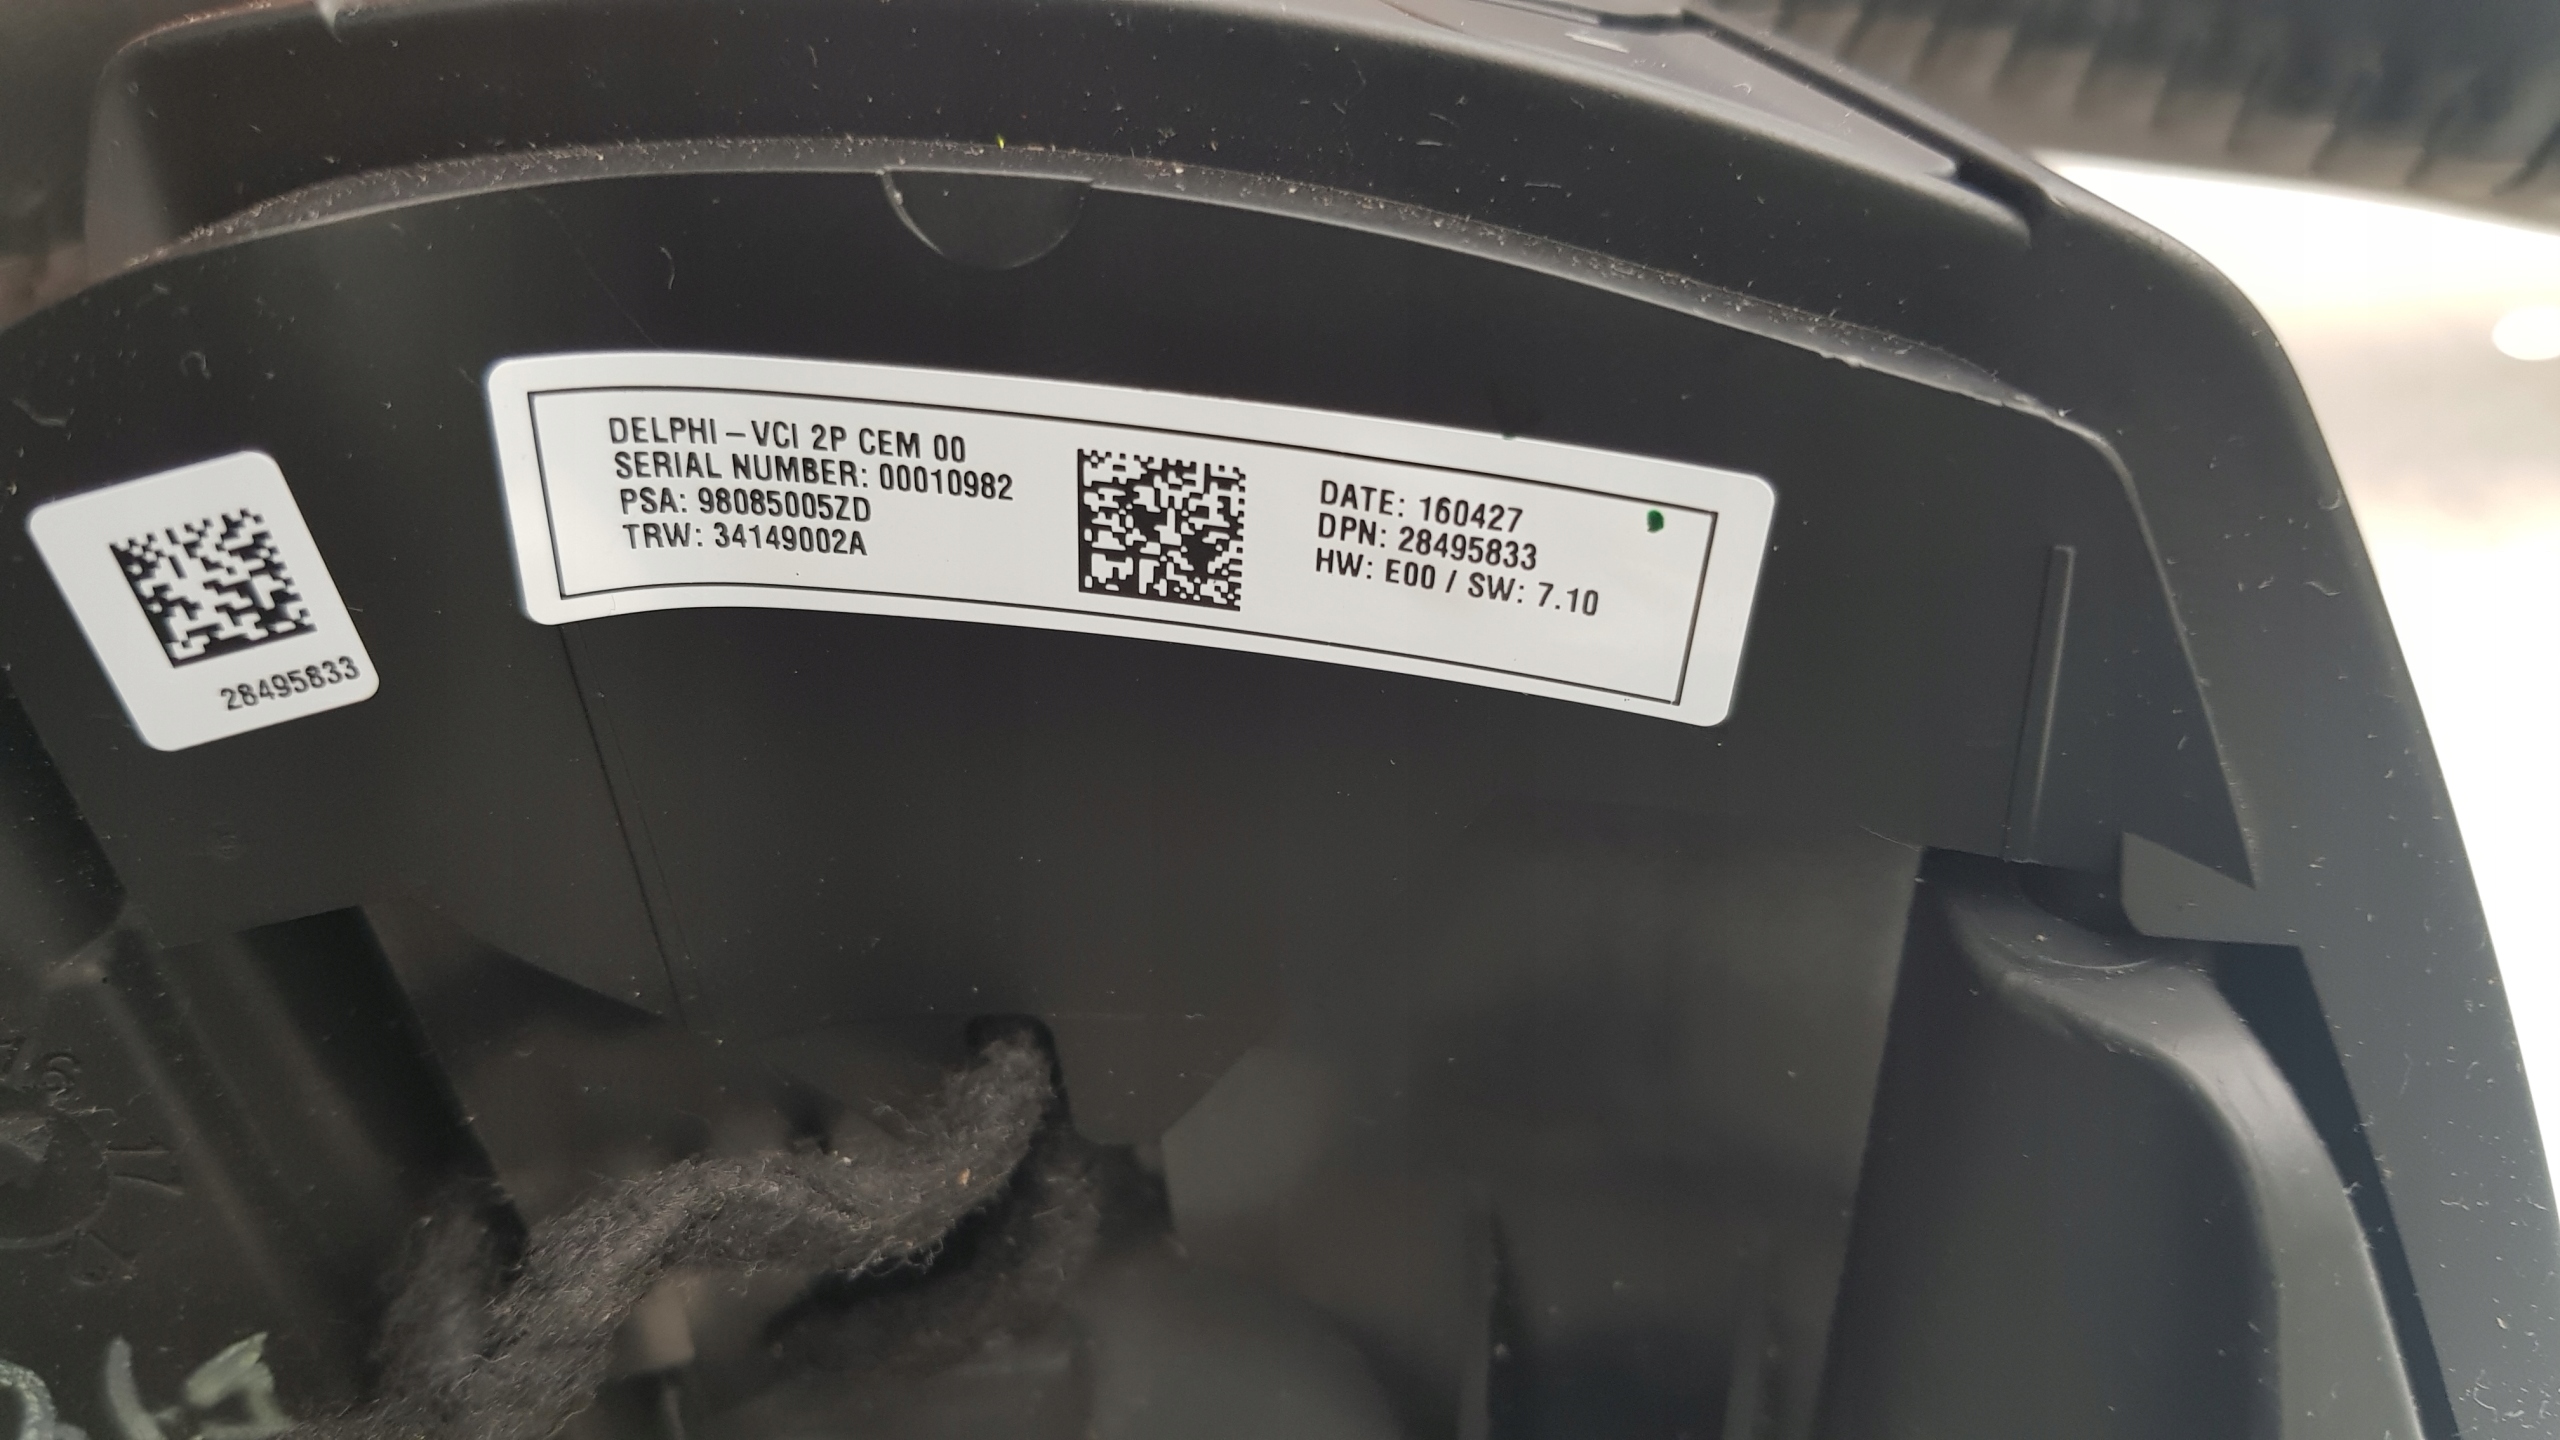 DELPHI – VCI 2P CEM 00
SERIAL NUMBER: 00010982
PSA: 98085005ZD
TRW: 34149002A
DATE: 160427
DPN: 28495833
HW: E00 / SW: 7.10
28495833
17